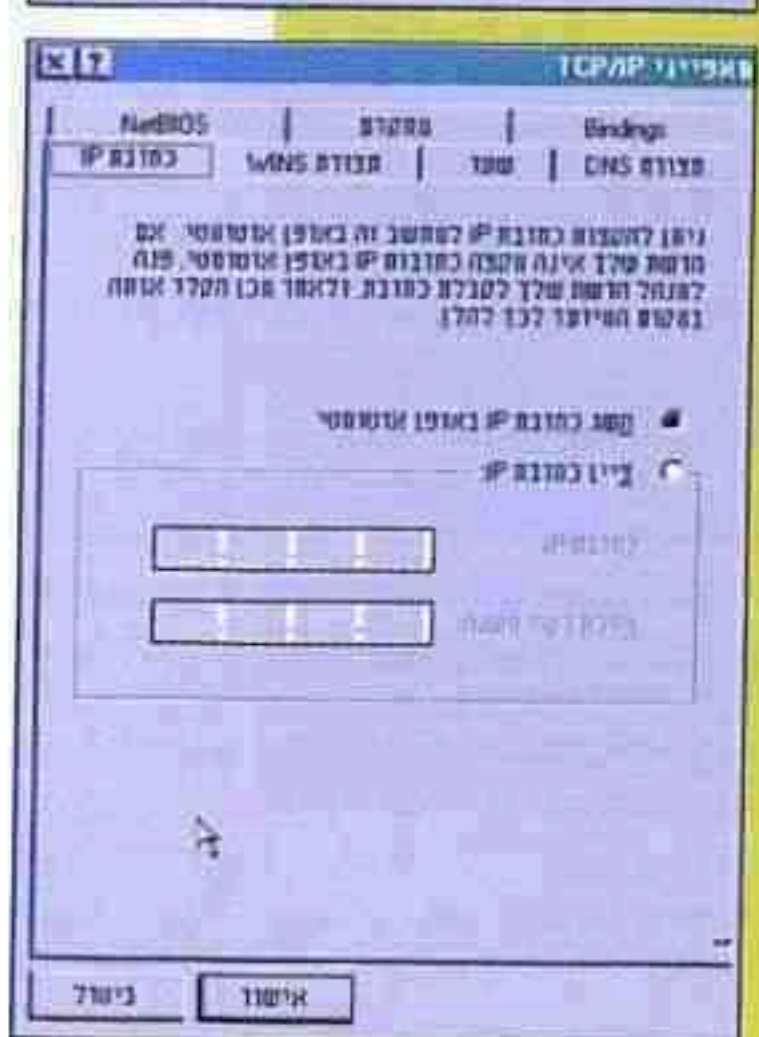 מאפייני TCP/IP
Bindings מתקדם NetBIOS
תצורת DNS שער תצורת WINS כתובת IP
ניתן להקצות כתובת IP למחשב זה באופן אוטומטי. אם
הרשת שלך אינה מקצה כתובות IP באופן אוטומטי, פנה
למנהל הרשת שלך לקבלת כתובת, ולאחר מכן הקלד אותה
במקום המיועד לכך להלן.
השג כתובת IP באופן אוטומטי
ציין כתובת IP:
כתובת IP:
אישור ביטול